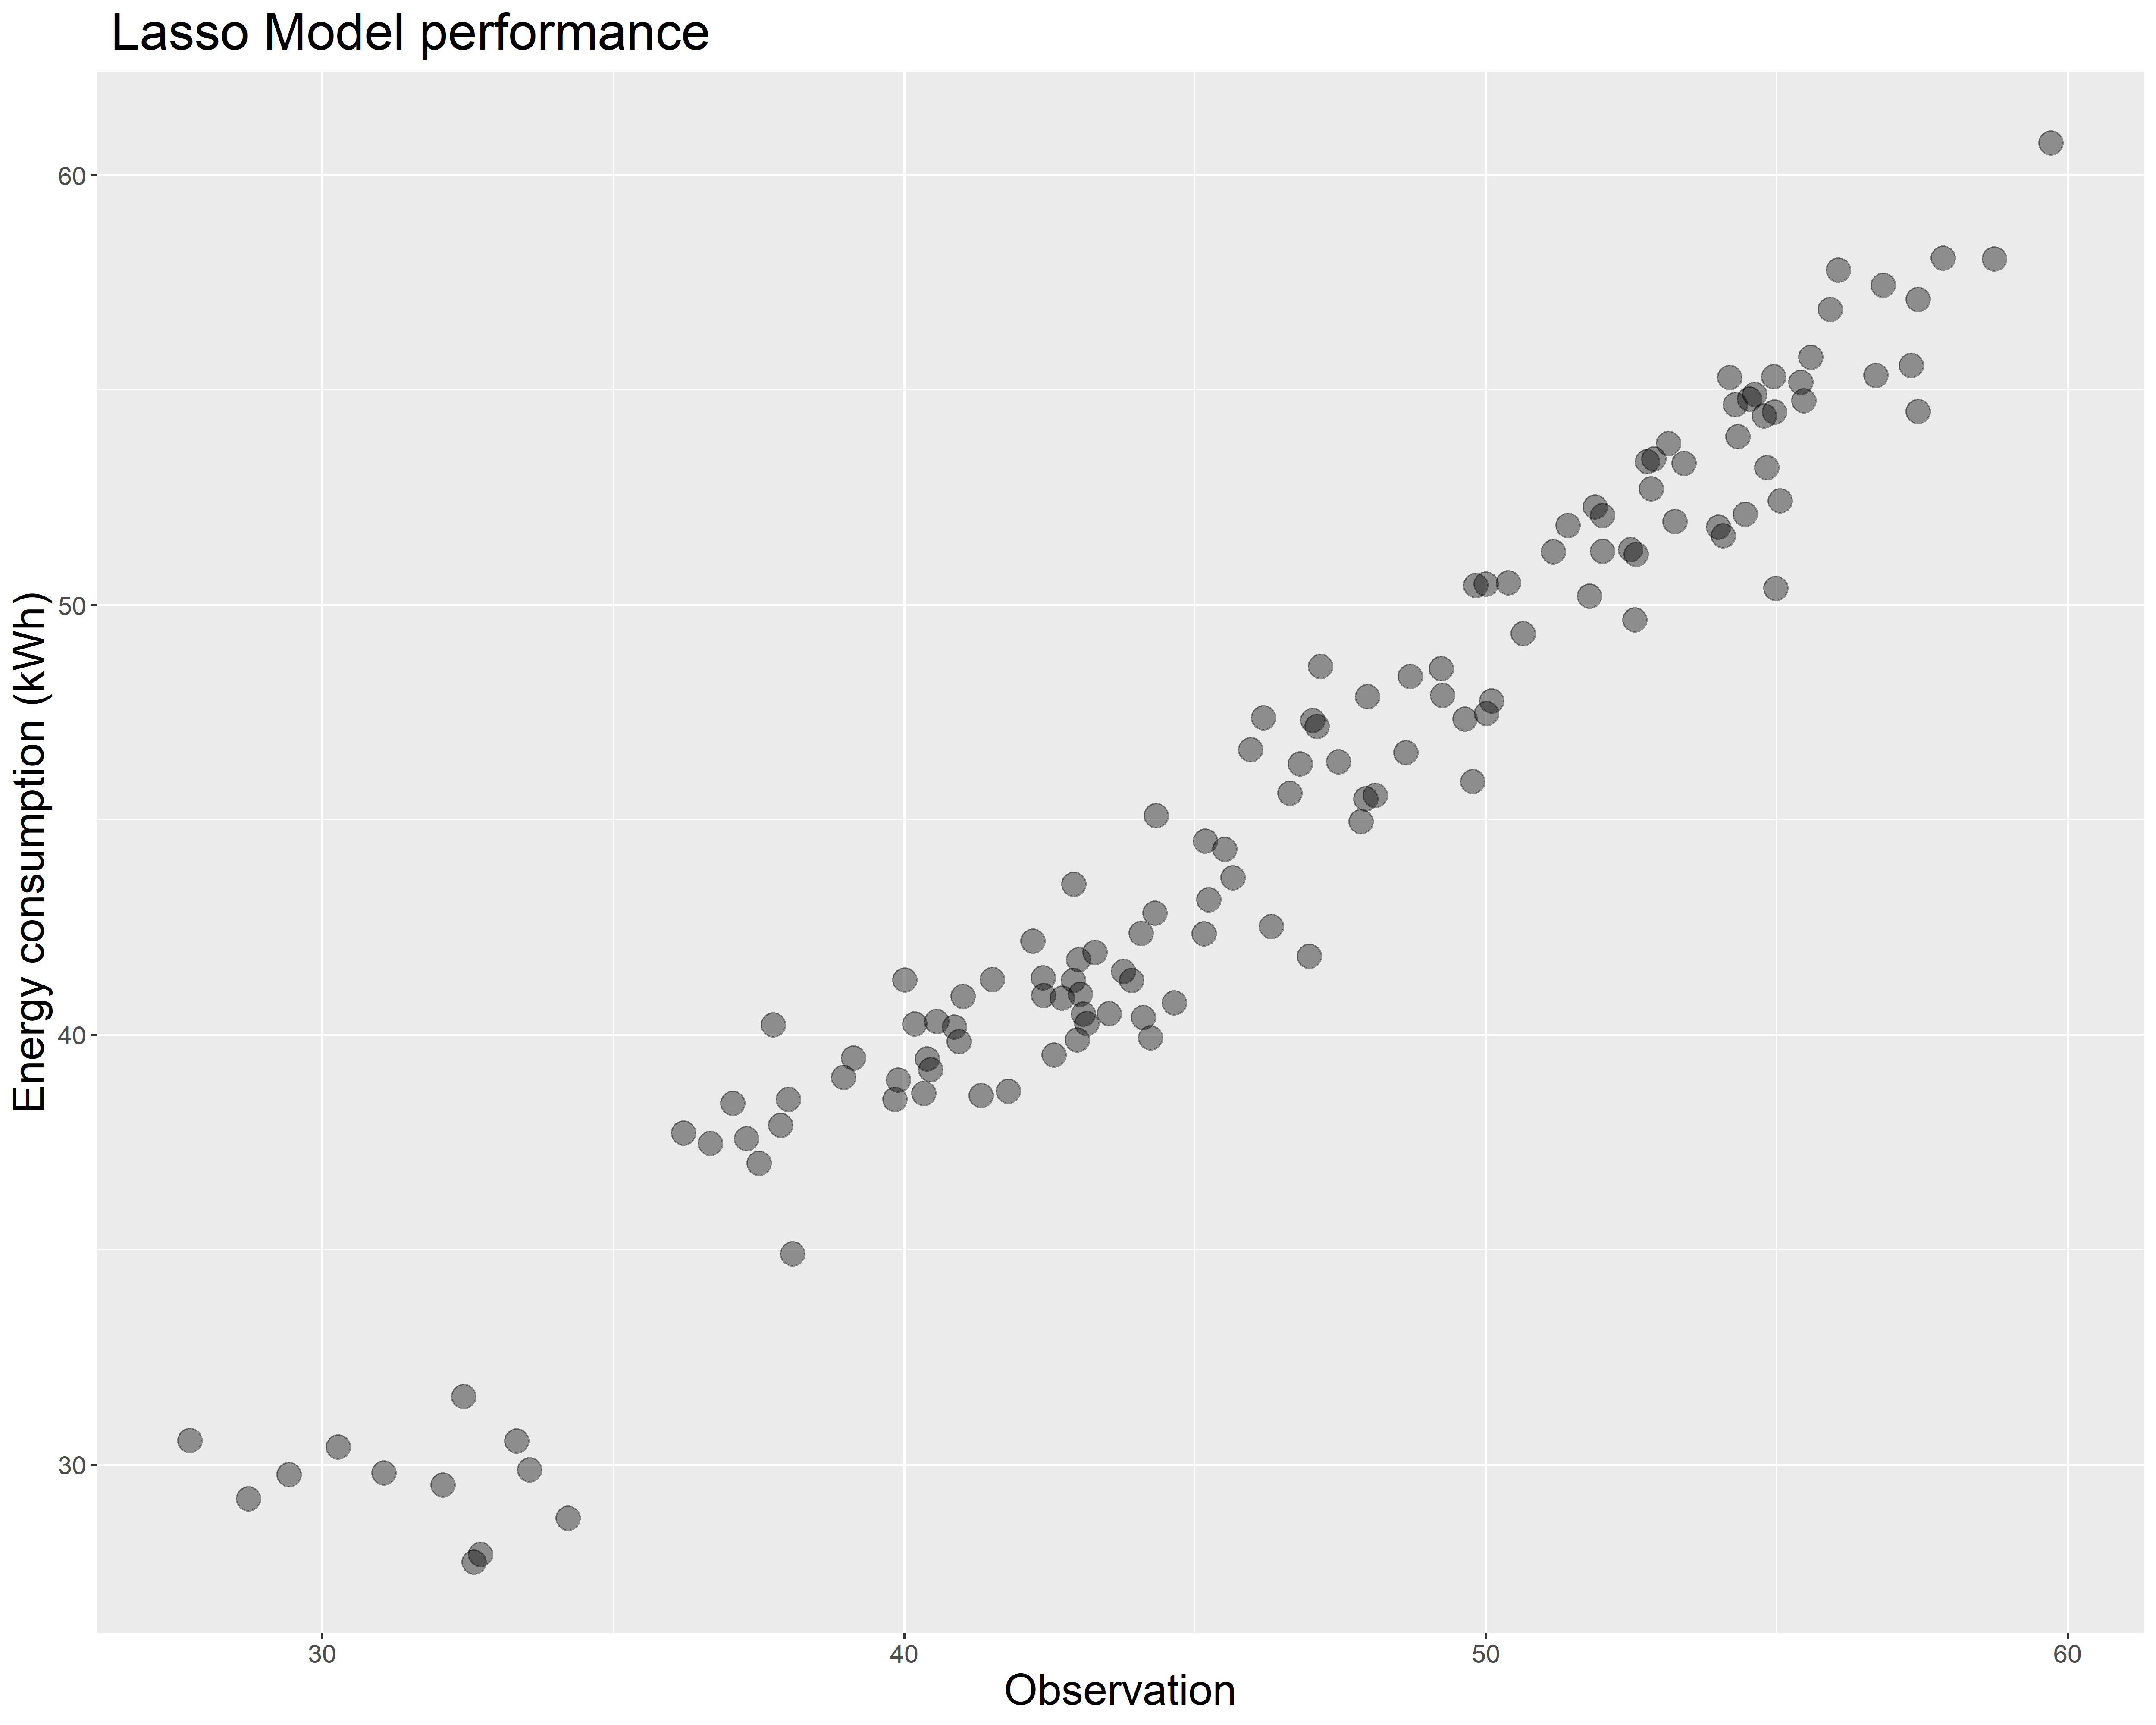 Lasso Model performance
60
50
40
30
Energy consumption (kWh)
30 40 50 60
Observation